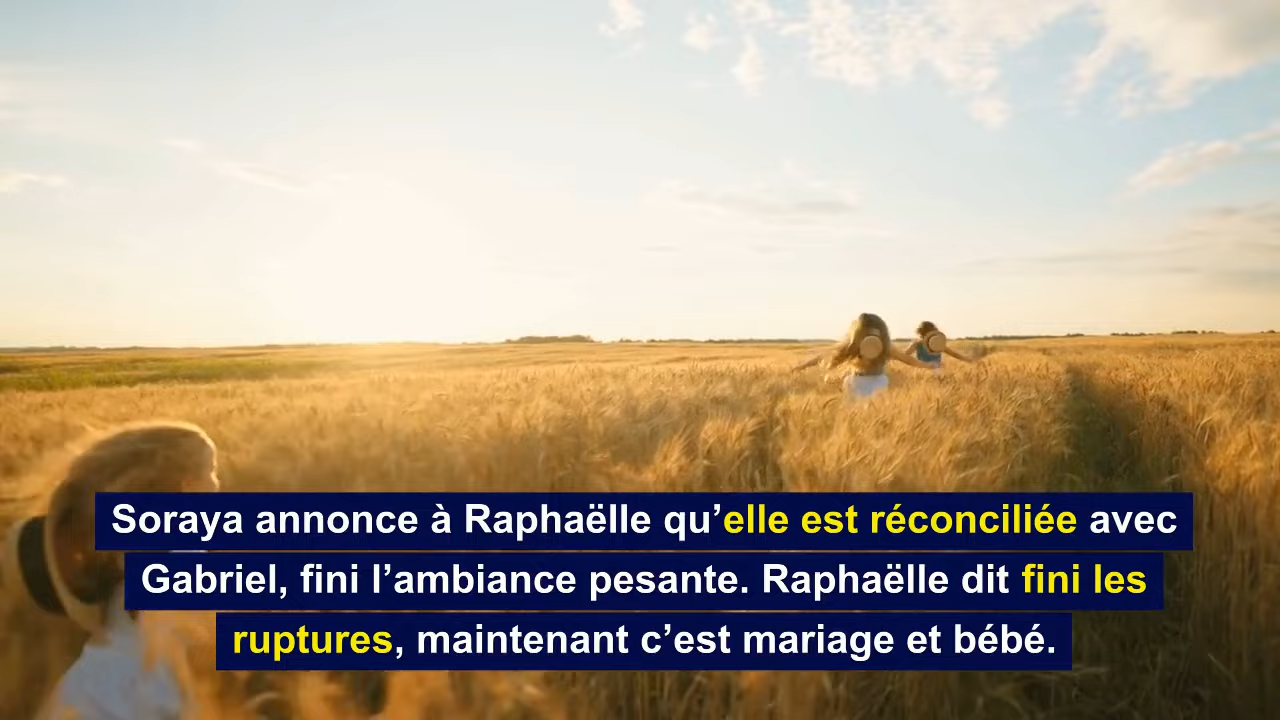 Soraya annonce à Raphaëlle qu’elle est réconciliée avec
Gabriel, fini l’ambiance pesante. Raphaëlle dit fini les
ruptures, maintenant c’est mariage et bébé.